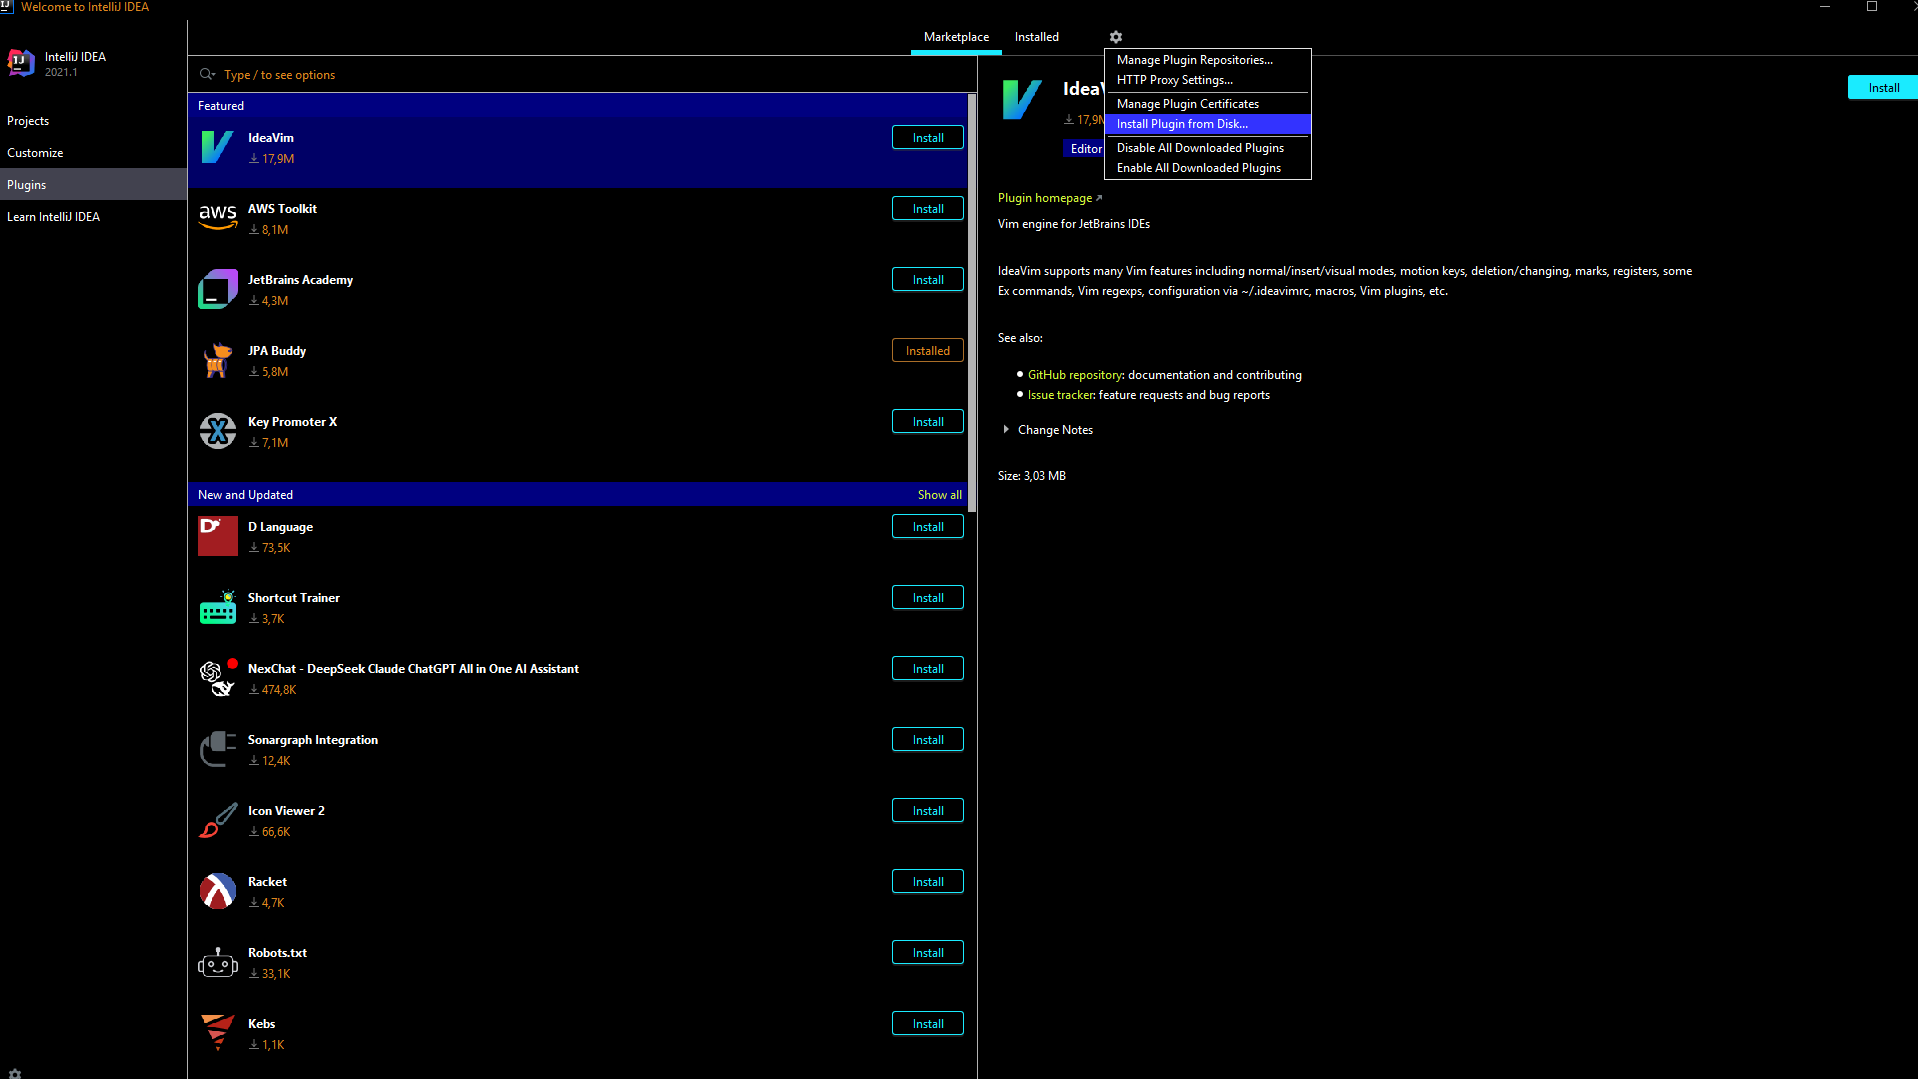 Welcome to IntelliJ IDEA
IntelliJ IDEA
2021.1
Projects
Customize
Plugins
Learn IntelliJ IDEA
Marketplace
Installed
Type / to see options
Featured
IdeaVim
17,9M
Install
AWS Toolkit
8,1M
Install
JetBrains Academy
4,3M
Install
JPA Buddy
5,8M
Installed
Key Promoter X
7,1M
Install
New and Updated
Show all
D Language
73,5K
Install
Shortcut Trainer
3,7K
Install
NexChat - DeepSeek Claude ChatGPT All in One AI Assistant
474,8K
Install
Sonargraph Integration
12,4K
Install
Icon Viewer 2
66,6K
Install
Racket
4,7K
Install
Robots.txt
33,1K
Install
Kebs
1,1K
Install
Manage Plugin Repositories...
HTTP Proxy Settings...
Manage Plugin Certificates
Install Plugin from Disk...
Disable All Downloaded Plugins
Enable All Downloaded Plugins
Install
Editor
Plugin homepage
Vim engine for JetBrains IDEs
IdeaVim supports many Vim features including normal/insert/visual modes, motion keys, deletion/changing, marks, registers, some
Ex commands, Vim regexps, configuration via ~/.ideavimrc, macros, Vim plugins, etc.
See also:
GitHub repository: documentation and contributing
Issue tracker: feature requests and bug reports
Change Notes
Size: 3,03 MB